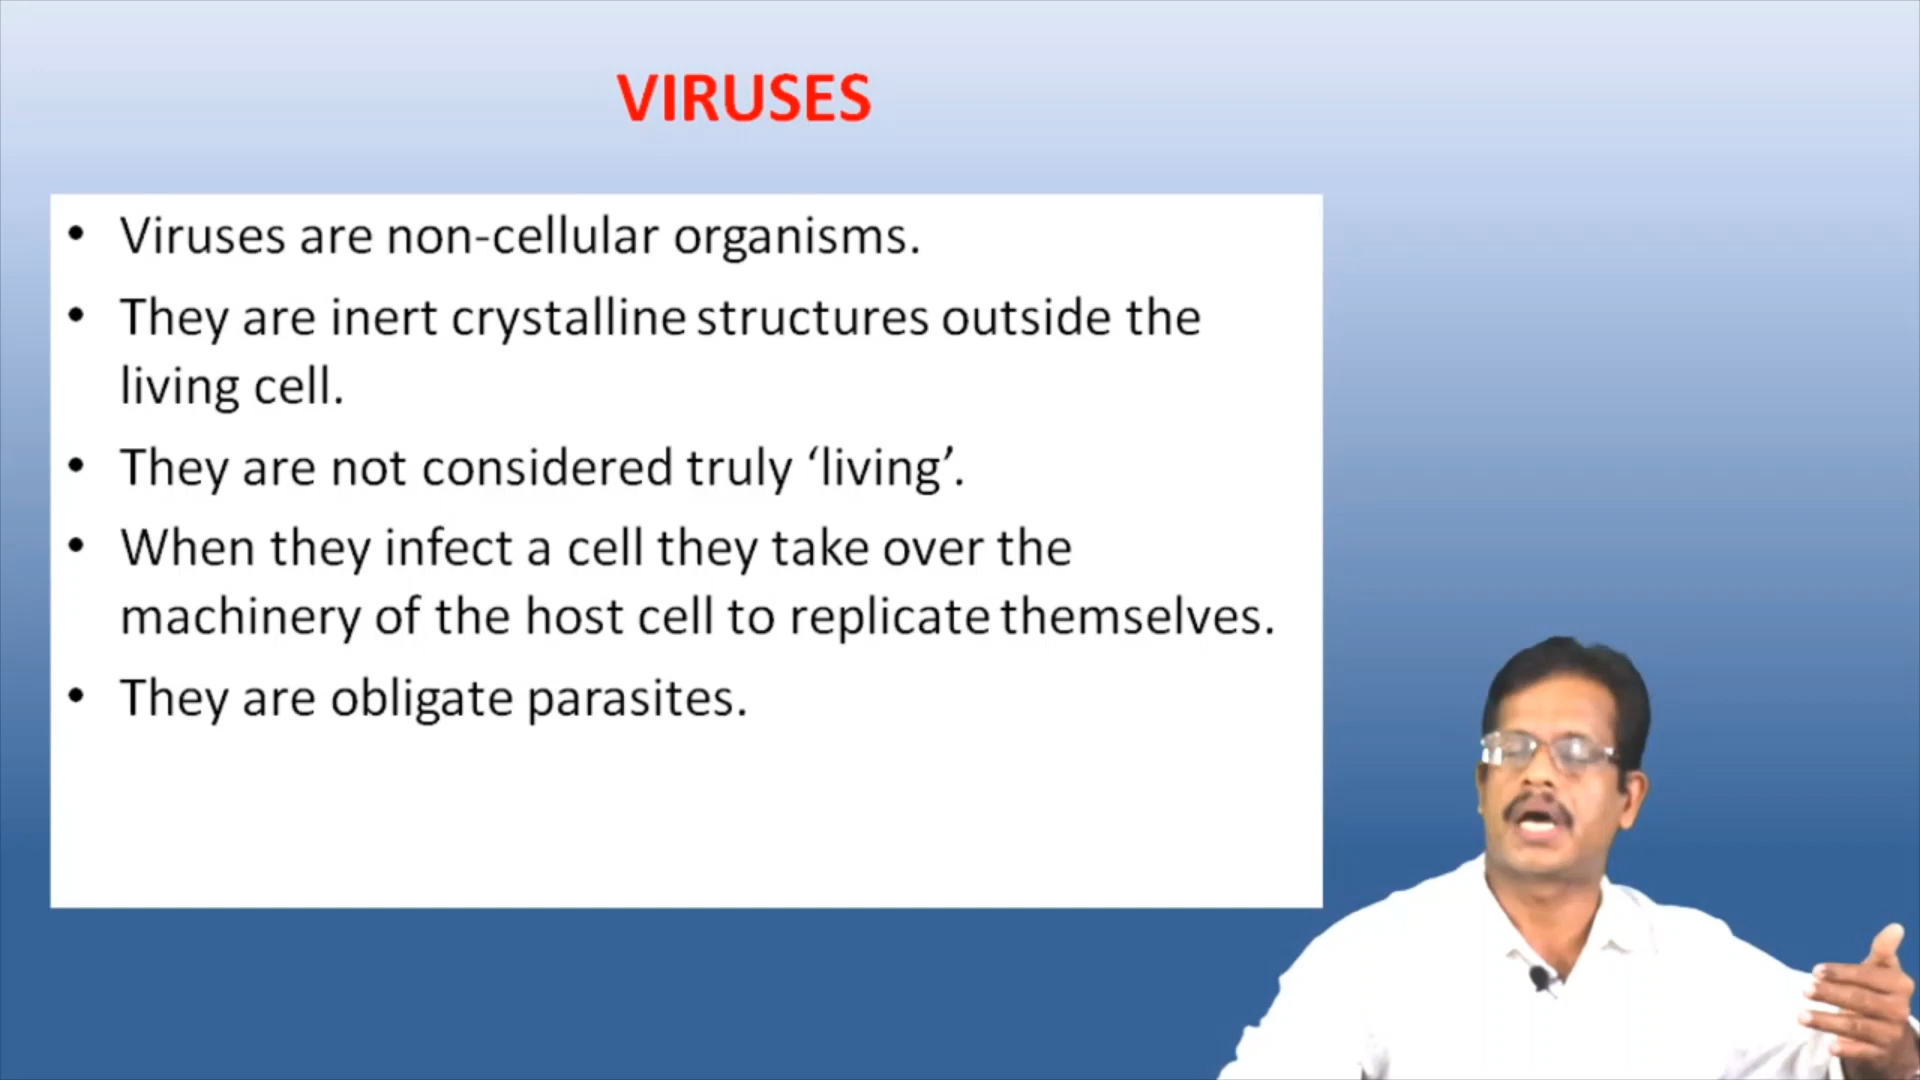 VIRUSES
• Viruses are non-cellular organisms.
• They are inert crystalline structures outside the
living cell.
• They are not considered truly ‘living’.
• When they infect a cell they take over the
machinery of the host cell to replicate themselves.
• They are obligate parasites.